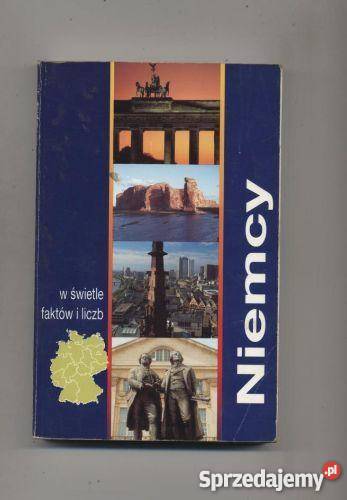 w świetle
faktów i liczb
Niemcy
Sprzedajemy.pl